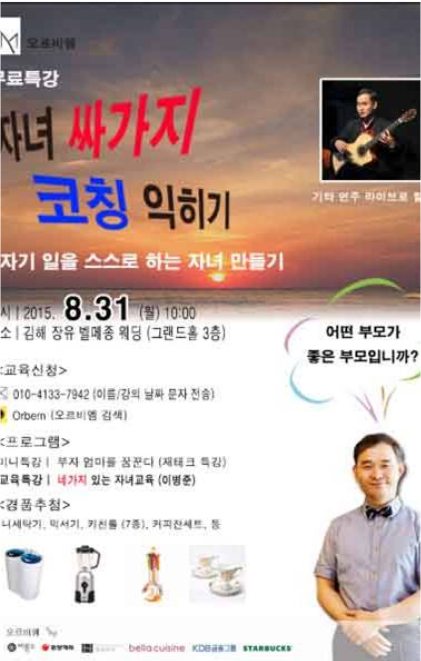 오르비엠
무료특강
자녀 싸가지
코칭 익히기
기타 연주 라이브로
자기 일을 스스로 하는 자녀 만들기
시 | 2015. 8.31 (월) 10:00
소 | 김해 장유 벨페종 웨딩 (그랜드홀 3층)
어떤 부모가
좋은 부모입니까?
<교육신청>
010-4133-7942 (이름/강의 날짜 문자 전송)
Orbem (오르비엠 검색)
<프로그램>
미니특강 | 부자 엄마를 꿈꾼다 (재테크 특강)
교육특강 | 네가지 있는 자녀교육 (이병준)
<경품추첨>
니세탁기, 믹서기, 키친툴 (7종), 커피잔세트, 등
오르비엠
bella cuisine KDB금융그룹 STARBUCKS